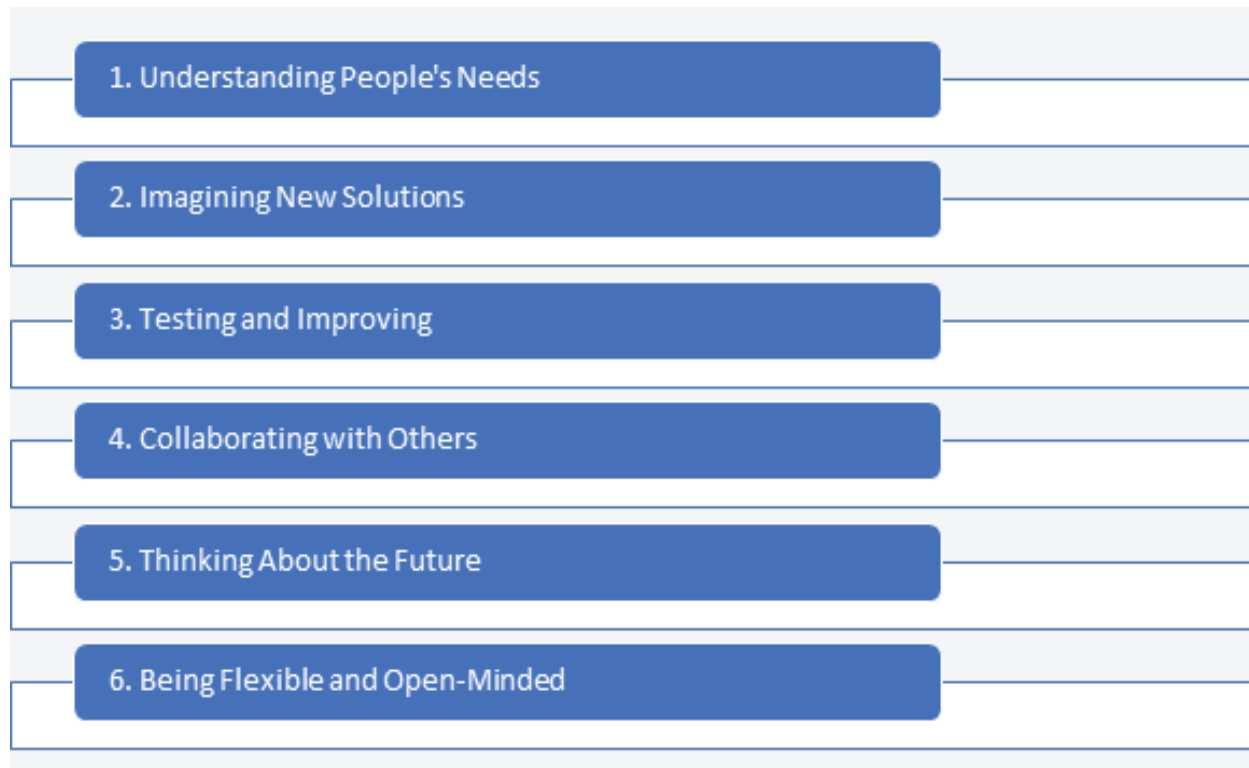 1. Understanding People's Needs
2. Imagining New Solutions
3. Testing and Improving
4. Collaborating with Others
5. Thinking About the Future
6. Being Flexible and Open-Minded